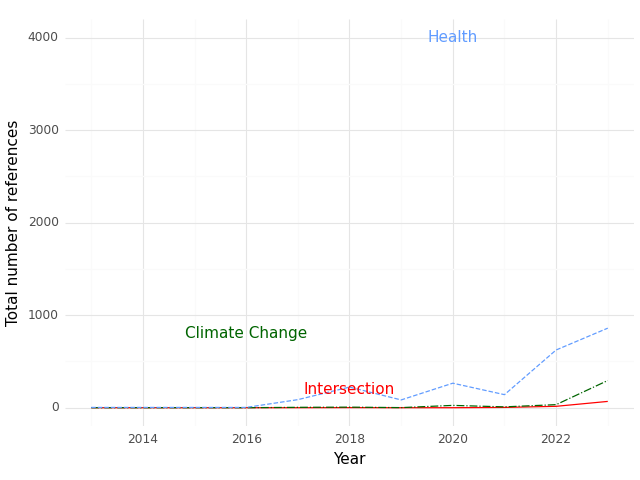 Health
4000
3000
2000
1000
0
Climate Change
Intersection
2014
2016
2018
2020
2022
Year
Total number of references